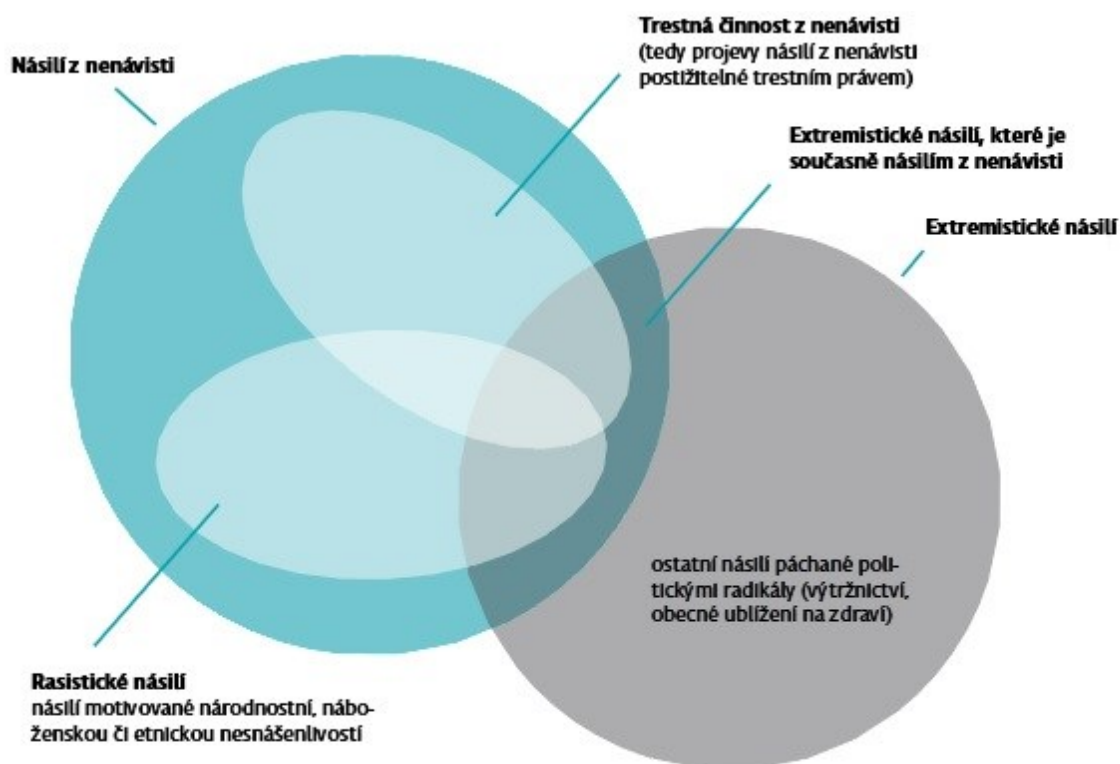 Násilí z nenávisti
Trestná činnost z nenávisti
(tedy projevy násilí z nenávisti
postižitelné trestním právem)
Extremistické násilí, které je
současně násilím z nenávisti
Extremistické násilí
ostatní násilí páchané poli-
tickými radikály (výtržnictví,
obecné ublížení na zdraví)
Rasistické násilí
násilí motivované národnostní, nábo-
ženskou či etnickou nesnášenlivostí